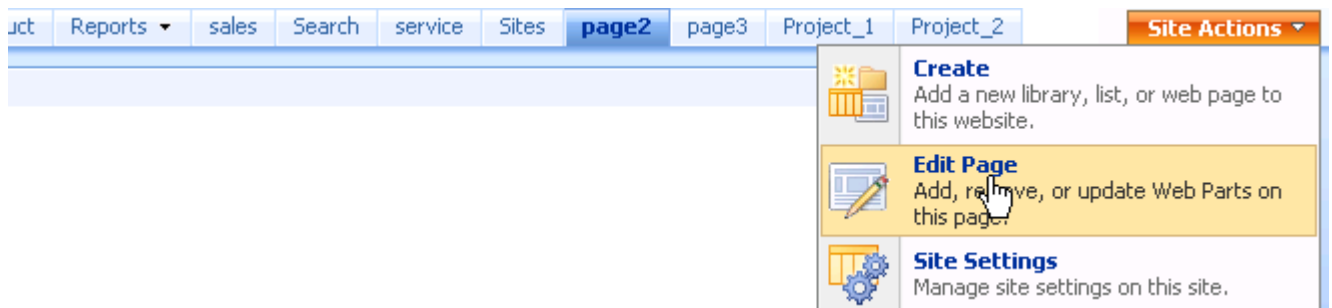 uct Reports sales Search service Sites page2 page3 Project_1 Project_2 Site Actions
Create
Add a new library, list, or web page to
this website.
Edit Page
Add, remove, or update Web Parts on
this page.
Site Settings
Manage site settings on this site.